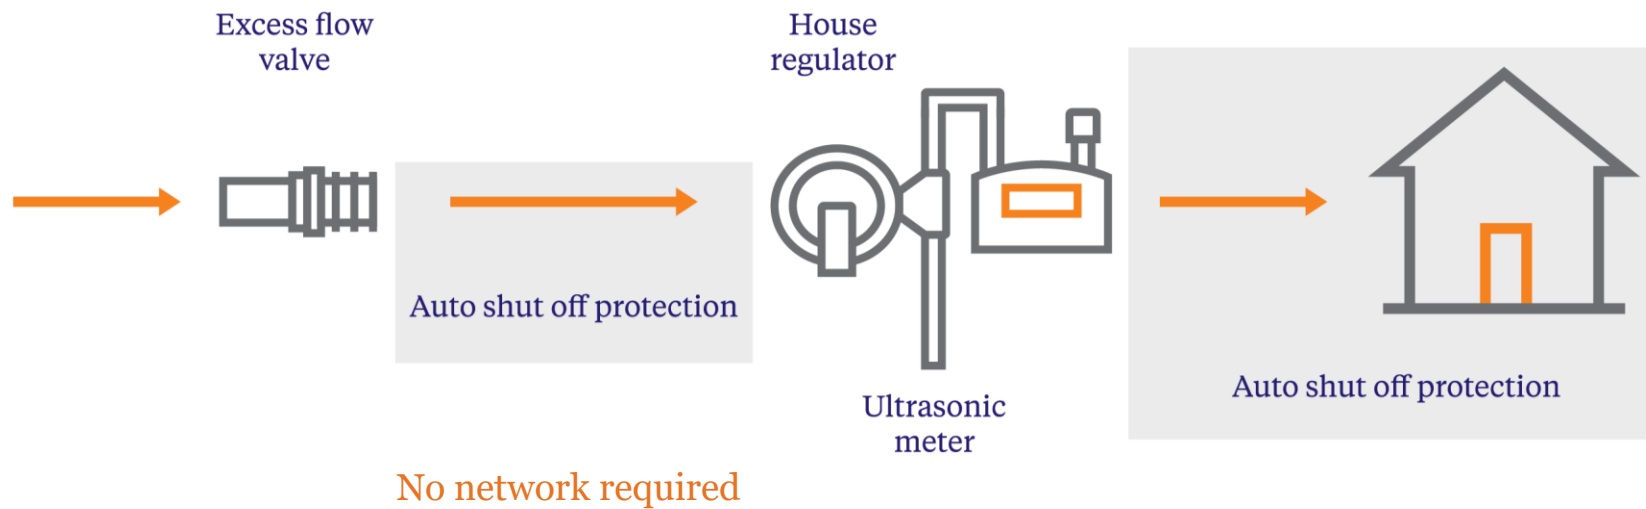 Excess flow
valve
House
regulator
Auto shut off protection
Ultrasonic
meter
Auto shut off protection
No network required